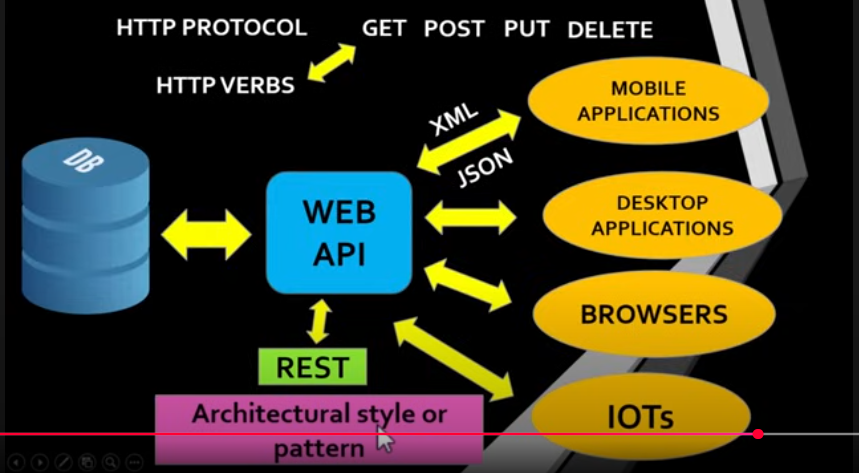 HTTP PROTOCOL
GET POST PUT DELETE
HTTP VERBS
MOBILE
APPLICATIONS
XML
JSON
DB
WEB
API
DESKTOP
APPLICATIONS
BROWSERS
REST
IOTs
Architectural style or
pattern